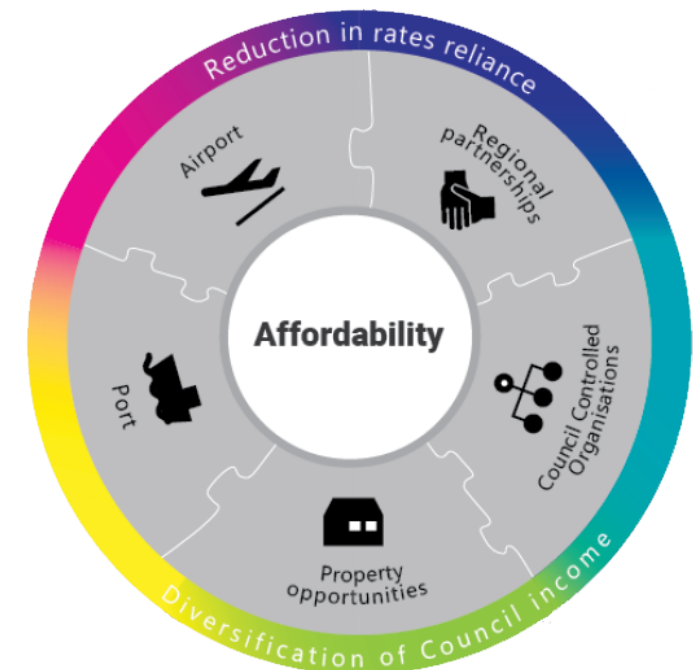 Reduction in rates reliance
Airport
Regional
partnerships
Affordability
Port
Council Controlled
Organisations
Property
opportunities
Diversification of Council income